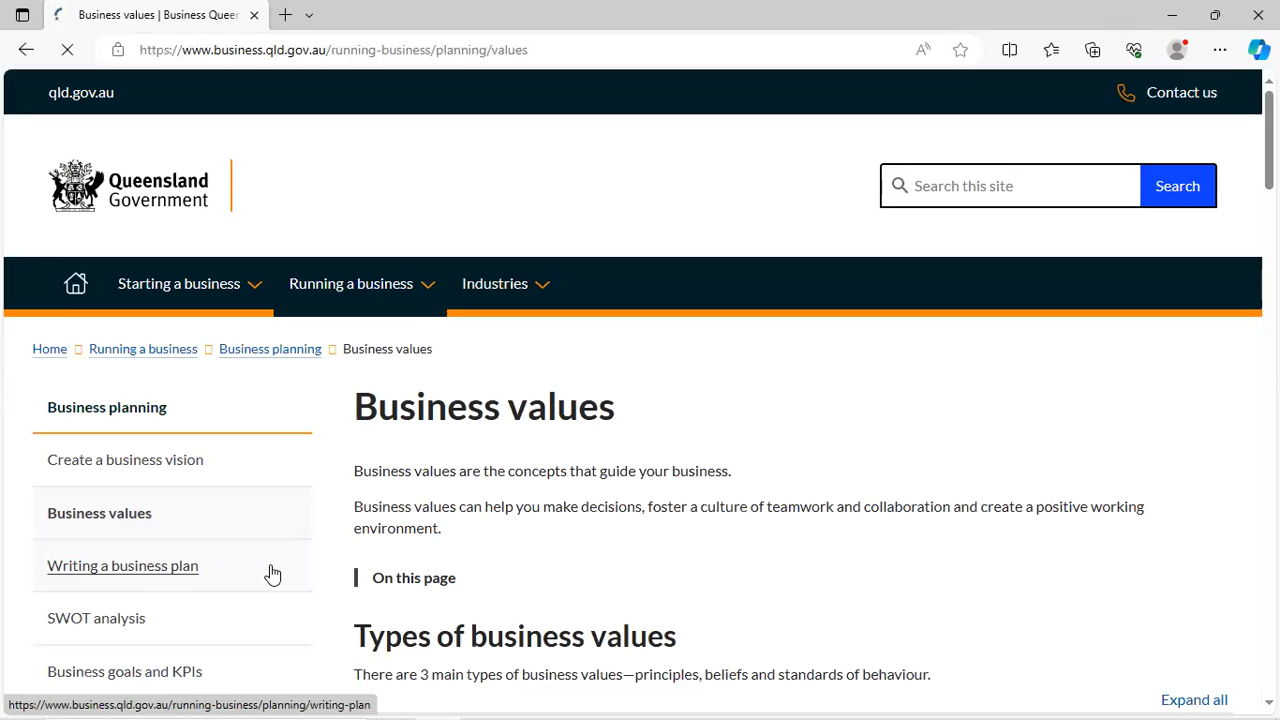 Business values | Business Queer
https://www.business.qld.gov.au/running-business/planning/values
qld.gov.au
Contact us
Queensland
Government
Search this site
Search
Starting a business
Running a business
Industries
Home
Running a business
Business planning
Business values
Business planning
Create a business vision
Business values
Writing a business plan
SWOT analysis
Business goals and KPIs
Business values
Business values are the concepts that guide your business.
Business values can help you make decisions, foster a culture of teamwork and collaboration and create a positive working
environment.
On this page
Types of business values
There are 3 main types of business values—principles, beliefs and standards of behaviour.
Expand all
https://www.business.qld.gov.au/running-business/planning/writing-plan